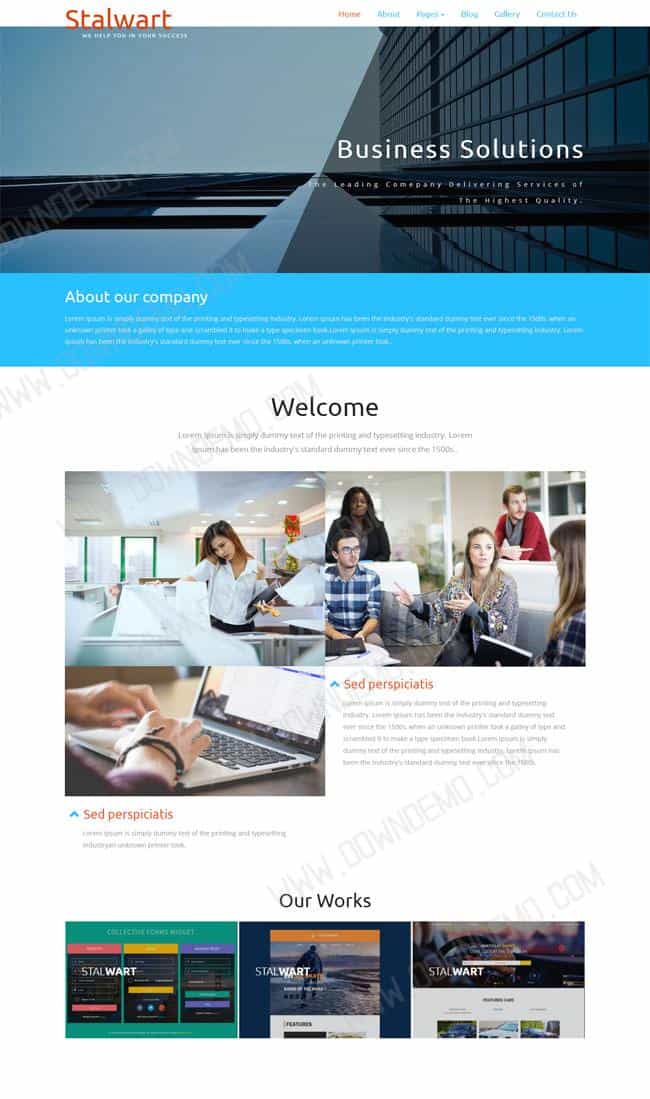 Stalwart
WE HELP YOU IN YOUR SUCCESS
Home About Pages Blog Gallery Contact Us
Business Solutions
The Leading Comepany Delivering Services of
The Highest Quality.
About our company
Lorem Ipsum is simply dummy text of the printing and typesetting industry. Lorem Ipsum has been the industry's standard dummy text ever since the 1500s, when an
unknown printer took a galley of type and scrambled it to make a type specimen book.Lorem Ipsum is simply dummy text of the printing and typesetting industry. Lorem
Ipsum has been the industry's standard dummy text ever since the 1500s, when an unknown printer took..
Welcome
Lorem Ipsum is simply dummy text of the printing and typesetting industry. Lorem
Ipsum has been the industry's standard dummy text ever since the 1500s..
Sed perspiciatis
Lorem Ipsum is simply dummy text of the printing and typesetting
industry. Lorem Ipsum has been the industry's standard dummy text
ever since the 1500s, when an unknown printer took a galley of type and
scrambled it to make a type specimen book.Lorem Ipsum is simply
dummy text of the printing and typesetting industry. Lorem Ipsum has
been the industry's standard dummy text ever since the 1500s.
Sed perspiciatis
Lorem Ipsum is simply dummy text of the printing and typesetting
industryan unknown printer took.
Our Works
COLLECTIVE FORMS WIDGET
STALWART
STALWART
FEATURES
STALWART
FEATURES CARS
WWW.DOWNDEMO.COM
WWW.DOWNDEMO.COM
WWW.DOWNDEMO.COM
WWW.DOWNDEMO.COM